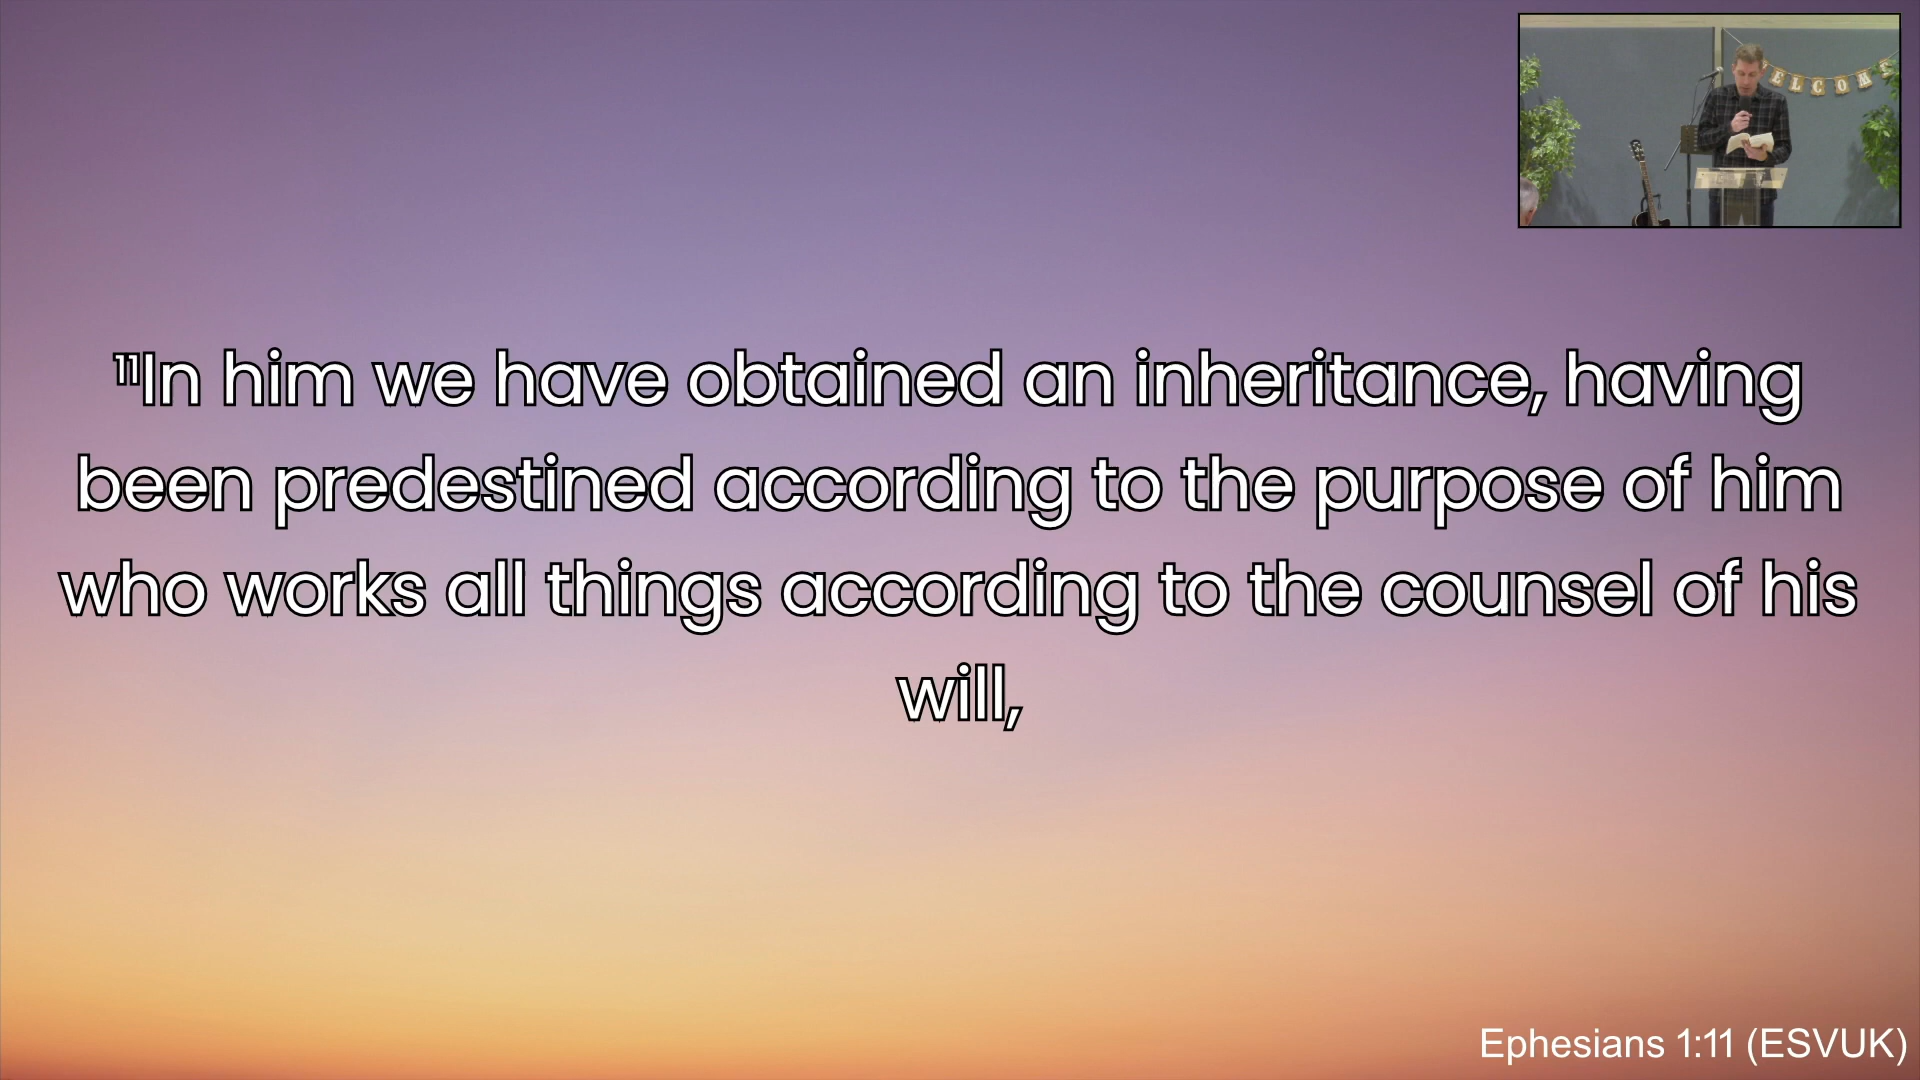 ELCOM
¹¹In him we have obtained an inheritance, having
been predestined according to the purpose of him
who works all things according to the counsel of his
will,
Ephesians 1:11 (ESVUK)